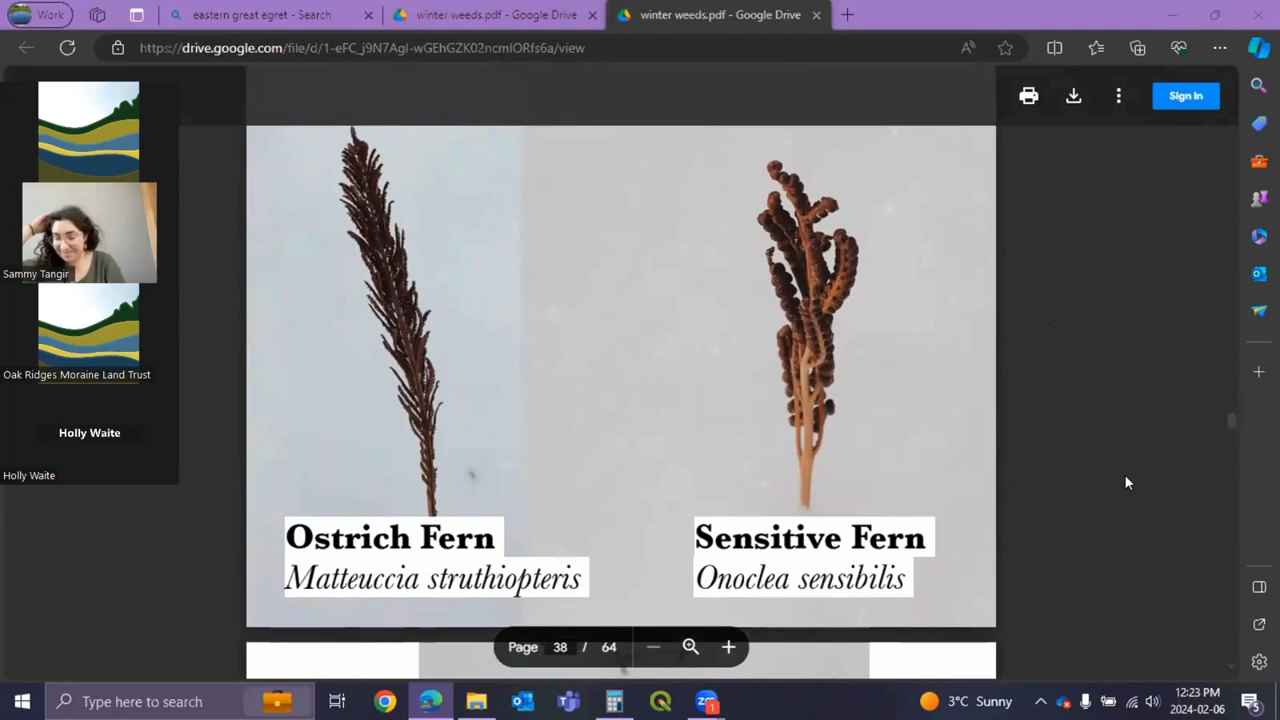 Work
eastern great egret - Search
winter weeds.pdf - Google Drive
winter weeds.pdf - Google Drive
https://drive.google.com/file/d/1-eFC_j9N7AgI-wGEhGZK02ncmIORfs6a/view
Sign In
Sammy Tangir
Oak Ridges Moraine Land Trust
Holly Waite
Holly Waite
Ostrich Fern
Matteuccia struthiopteris
Sensitive Fern
Onoclea sensibilis
Page 38 / 64
Type here to search
1
3°C Sunny
12:23 PM
2024-02-06
5